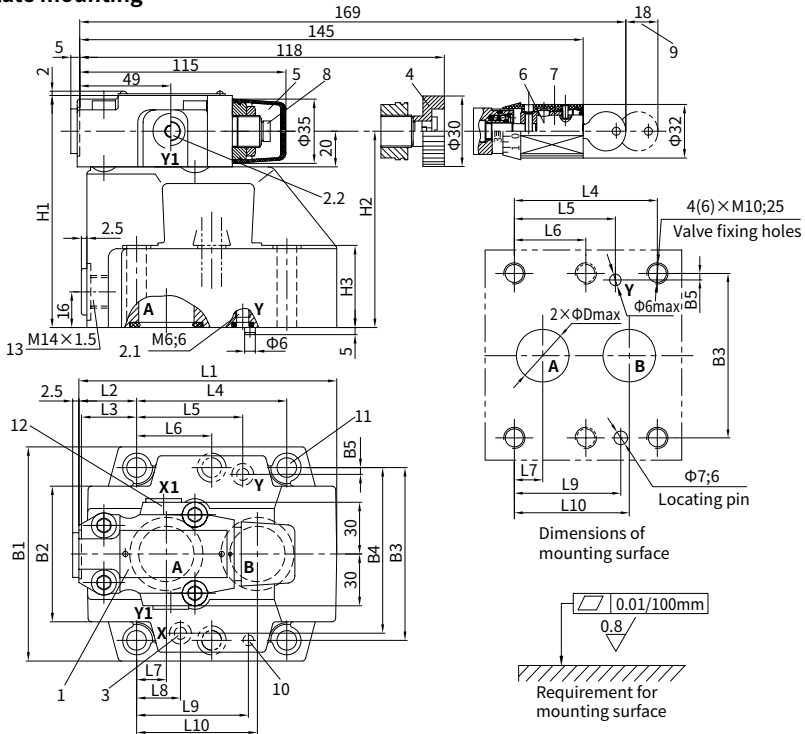 ate mounting
169
145
18
5
118
9
115
2
49
5
8
4
6
7
Φ35
20
Φ30
3
1
0
Φ32
Y1
2.2
H1
H2
2.5
H3
16
A
Y
M14×1.5
M6;6
Φ6
5
13
2.1
L4
L5
4(6)×M10;25
L6
Valve fixing holes
Y
Φ6max
B5
2×ΦDmax
B3
A
B
L7
L9
Φ7;6
L10
Locating pin
Dimensions of
mounting surface
L1
2.5
L2
L4
L3
L5
11
12
L6
B5
X1
Y
B1
B2
A
B
30
30
B4
B3
Y1
X
1
3
L7
10
L8
L9
L10
0.01/100mm
0.8
Requirement for
mounting surface